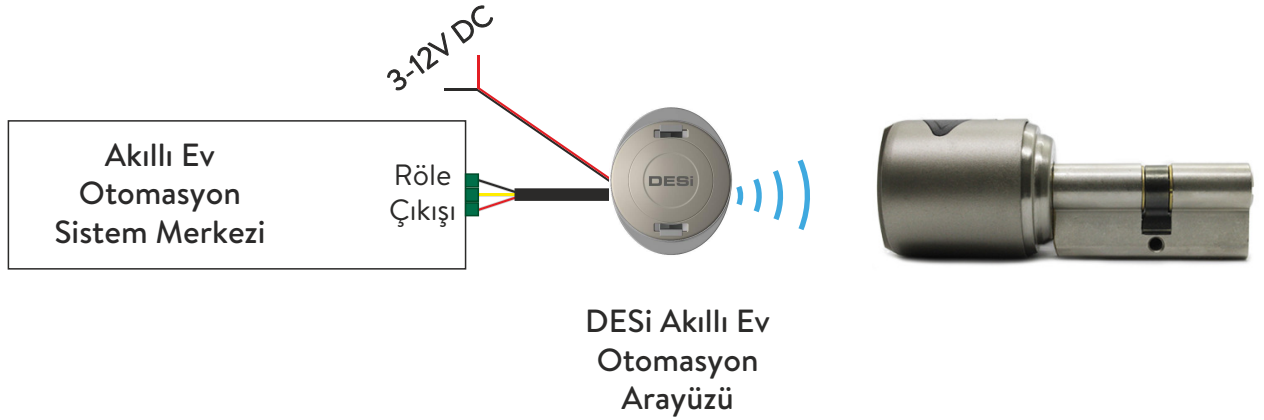 3-12V DC
Akıllı Ev
Otomasyon
Sistem Merkezi
Röle
Çıkışı
DESi
DESi Akıllı Ev
Otomasyon
Arayüzü